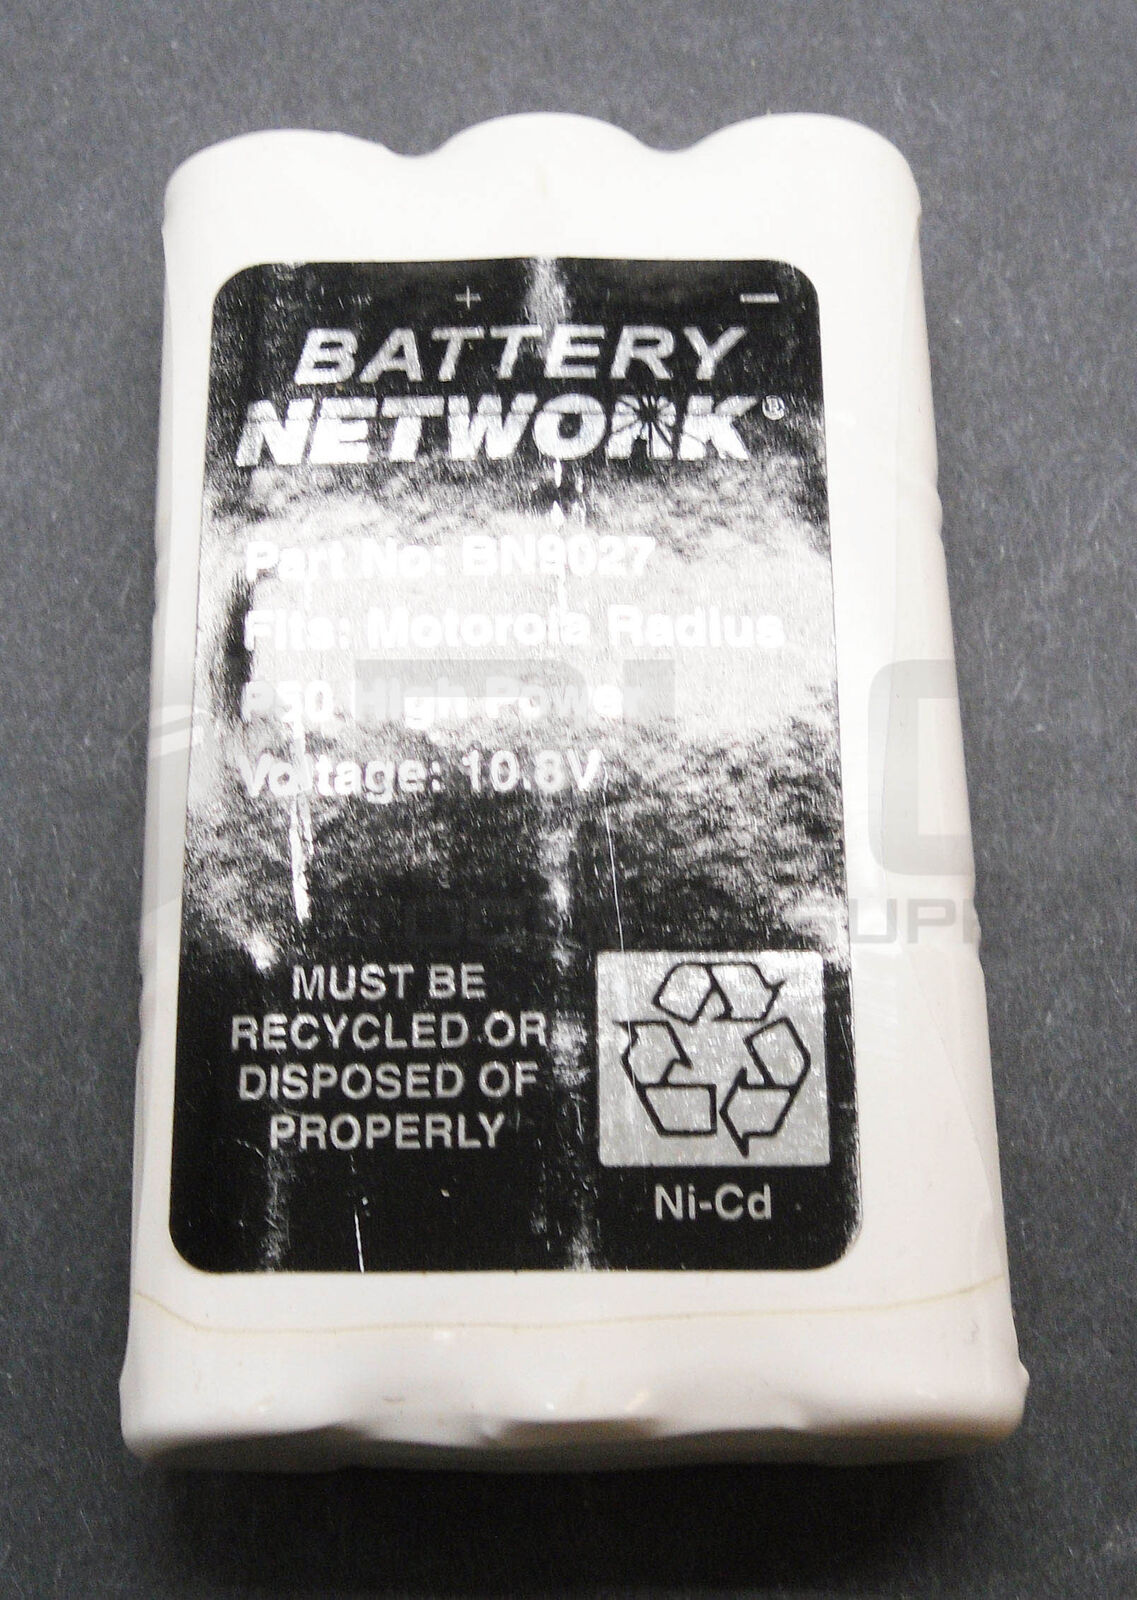 + −
BATTERY
NETWORK®
Part No: BN9027
Fits: Motorola Radius
P50 High Power
Voltage: 10.8V
MUST BE
RECYCLED OR
DISPOSED OF
PROPERLY
Ni-Cd